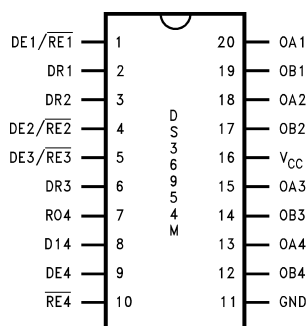 DE1/RE1 1 20 OA1
DR1 2 19 OB1
DR2 3 18 OA2
DE2/RE2 4 17 OB2
DE3/RE3 5 16 VCC
DR3 6 15 OA3
RO4 7 14 OB3
D14 8 13 OA4
DE4 9 12 OB4
RE4 10 11 GND
DS36954M